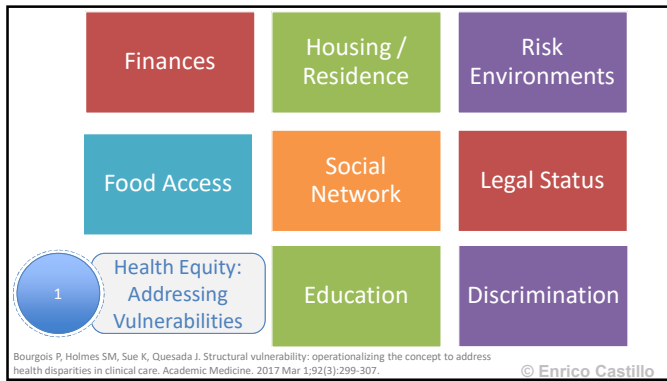 Finances
Housing /
Residence
Risk
Environments
Food Access
Social
Network
Legal Status
1
Health Equity:
Addressing
Vulnerabilities
Education
Discrimination
Bourgois P, Holmes SM, Sue K, Quesada J. Structural vulnerability: operationalizing the concept to address
health disparities in clinical care. Academic Medicine. 2017 Mar 1;92(3):299-307.
© Enrico Castillo